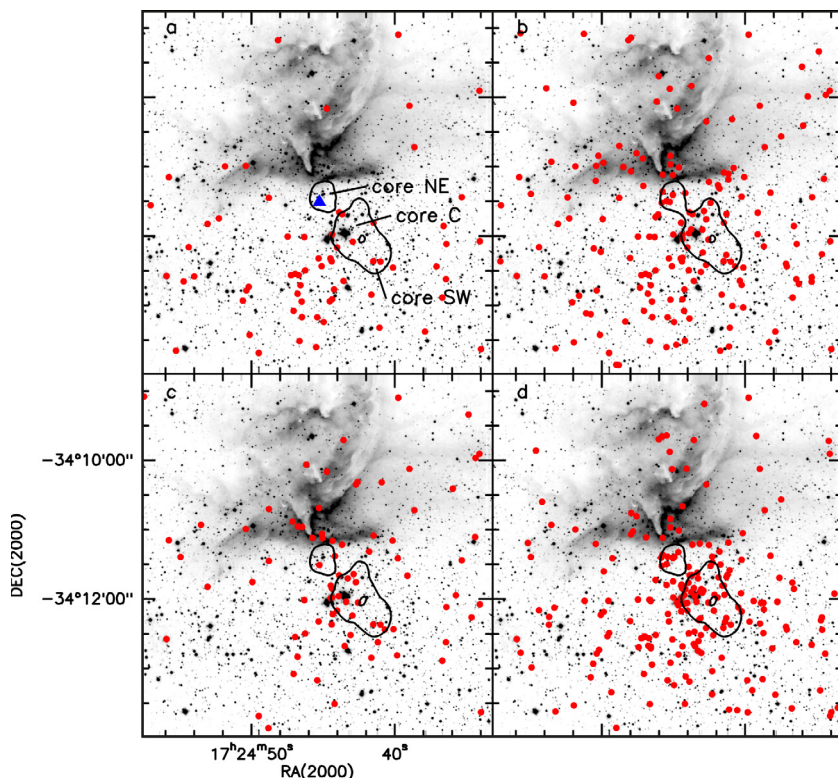 a
b
core NE
core C
core SW
c
d
−34°10'00"
DEC(2000)
−34°12'00"
17ʰ24ᵐ50ˢ
40ˢ
RA(2000)